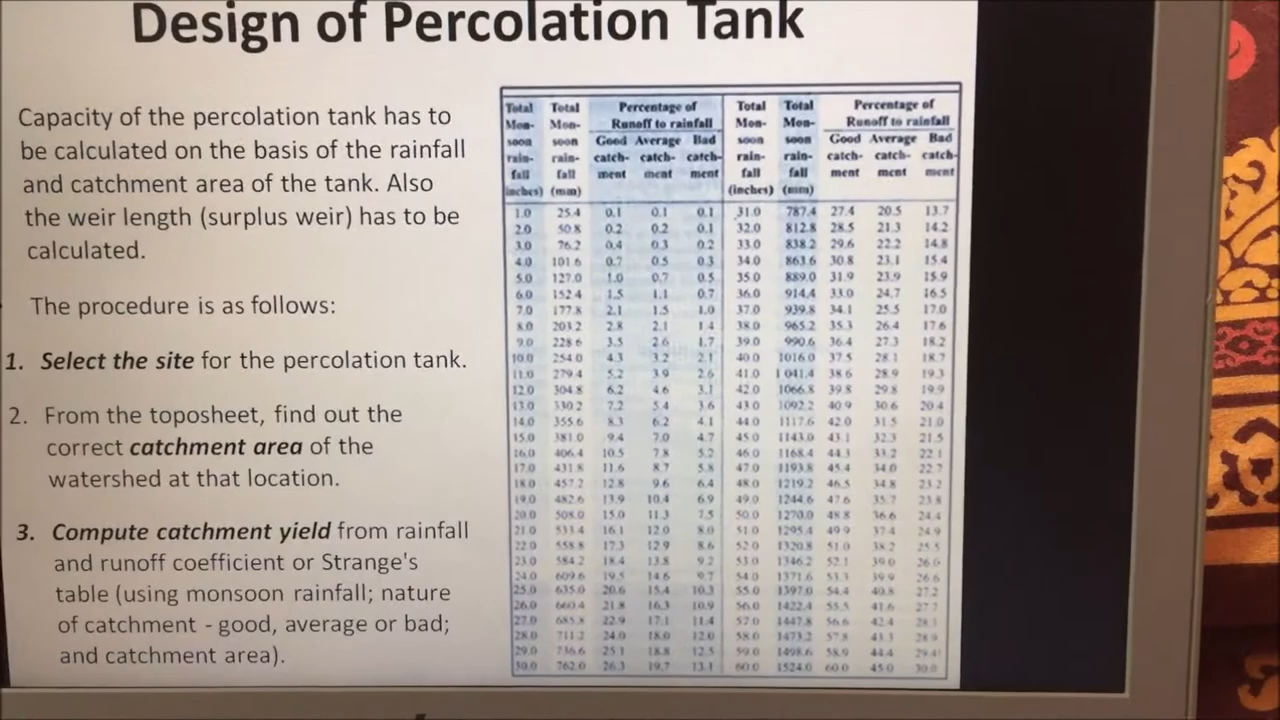 Design of Percolation Tank
Capacity of the percolation tank has to
be calculated on the basis of the rainfall
and catchment area of the tank. Also
the weir length (surplus weir) has to be
calculated.
The procedure is as follows:
1. Select the site for the percolation tank.
2. From the toposheet, find out the
correct catchment area of the
watershed at that location.
3. Compute catchment yield from rainfall
and runoff coefficient or Strange's
table (using monsoon rainfall; nature
of catchment - good, average or bad;
and catchment area).
Total Total Percentage of Total Total Percentage of
Mon- Mon- Runoff to rainfall Mon- Mon- Runoff to rainfall
soon soon Good Average Bad soon soon Good Average Bad
rain- rain- catch- catch- catch- rain- rain- catch- catch- catch-
fall fall ment ment ment fall fall ment ment ment
(inches) (mm) (inches) (mm)
1.0 25.4 0.1 0.1 0.1 31.0 787.4 27.4 20.5 13.7
2.0 50.8 0.2 0.2 0.1 32.0 812.8 28.5 21.3 14.2
3.0 76.2 0.4 0.3 0.2 33.0 838.2 29.6 22.2 14.8
4.0 101.6 0.7 0.5 0.3 34.0 863.6 30.8 23.1 15.4
5.0 127.0 1.0 0.7 0.5 35.0 889.0 31.9 23.9 15.9
6.0 152.4 1.5 1.1 0.7 36.0 914.4 33.0 24.7 16.5
7.0 177.8 2.1 1.5 1.0 37.0 939.8 34.1 25.5 17.0
8.0 203.2 2.8 2.1 1.4 38.0 965.2 35.3 26.4 17.6
9.0 228.6 3.5 2.6 1.7 39.0 990.6 36.4 27.3 18.2
10.0 254.0 4.3 3.2 2.1 40.0 1016.0 37.5 28.1 18.7
11.0 279.4 5.2 3.9 2.6 41.0 1041.4 38.6 28.9 19.3
12.0 304.8 6.2 4.6 3.1 42.0 1066.8 39.8 29.8 19.9
13.0 330.2 7.2 5.4 3.6 43.0 1092.2 40.9 30.6 20.4
14.0 355.6 8.3 6.2 4.1 44.0 1117.6 42.0 31.5 21.0
15.0 381.0 9.4 7.0 4.7 45.0 1143.0 43.1 32.3 21.5
16.0 406.4 10.5 7.8 5.2 46.0 1168.4 44.3 33.2 22.1
17.0 431.8 11.6 8.7 5.8 47.0 1193.8 45.4 34.0 22.7
18.0 457.2 12.8 9.6 6.4 48.0 1219.2 46.5 34.8 23.2
19.0 482.6 13.9 10.4 6.9 49.0 1244.6 47.6 35.7 23.8
20.0 508.0 15.0 11.3 7.5 50.0 1270.0 48.8 36.6 24.4
21.0 533.4 16.1 12.0 8.0 51.0 1295.4 49.9 37.4 24.9
22.0 558.8 17.3 12.9 8.6 52.0 1320.8 51.0 38.2 25.5
23.0 584.2 18.4 13.8 9.2 53.0 1346.2 52.1 39.0 26.0
24.0 609.6 19.5 14.6 9.7 54.0 1371.6 53.3 39.9 26.6
25.0 635.0 20.6 15.4 10.3 55.0 1397.0 54.4 40.8 27.2
26.0 660.4 21.8 16.3 10.9 56.0 1422.4 55.5 41.6 27.7
27.0 685.8 22.9 17.1 11.4 57.0 1447.8 56.6 42.4 28.3
28.0 711.2 24.0 18.0 12.0 58.0 1473.2 57.8 43.3 28.9
29.0 736.6 25.1 18.8 12.5 59.0 1498.6 58.9 44.4 29.41
30.0 762.0 26.3 19.7 13.1 60.0 1524.0 60.0 45.0 30.0